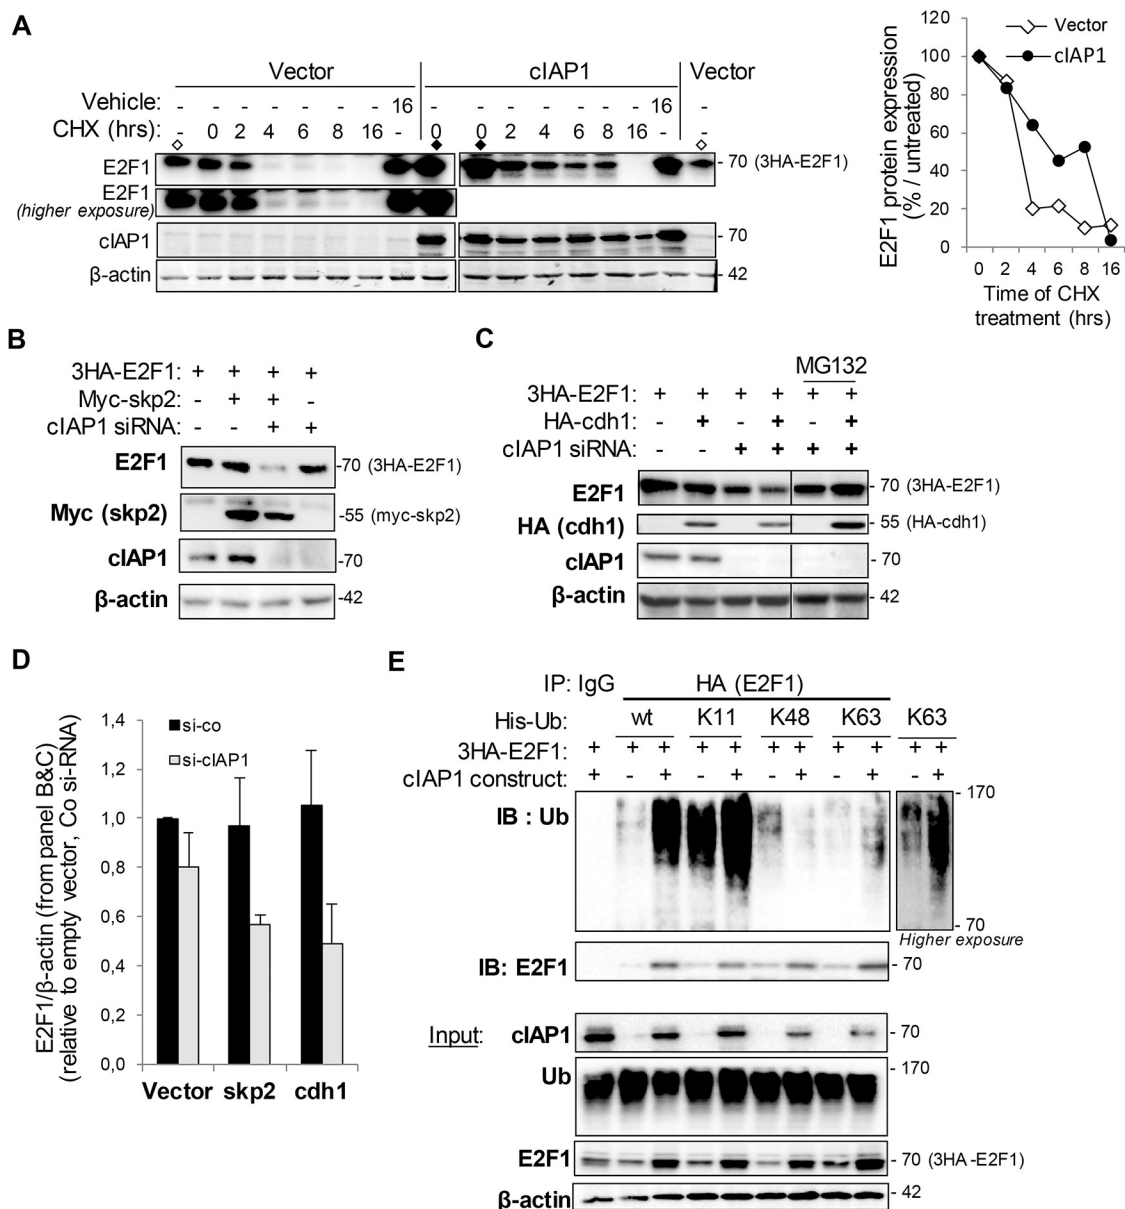 A
Vector cIAP1 Vector
Vehicle: - - - - - - - 16 - - - - - - - 16 -
CHX (hrs): - 0 2 4 6 8 16 - 0 0 2 4 6 8 16 - -
E2F1 - 70 (3HA-E2F1)
E2F1
(higher exposure)
cIAP1 - 70
β-actin - 42
E2F1 protein expression
(% / untreated)
120
100
80
60
40
20
0
Vector
cIAP1
0 2 4 6 8 16
Time of CHX
treatment (hrs)
B
3HA-E2F1: + + + +
Myc-skp2: - + + -
cIAP1 siRNA: - - + +
E2F1 -70 (3HA-E2F1)
Myc (skp2) -55 (myc-skp2)
cIAP1 -70
β-actin -42
C
MG132
3HA-E2F1: + + + + + +
HA-cdh1: - + - + - +
cIAP1 siRNA: - - + + + +
E2F1 - 70 (3HA-E2F1)
HA (cdh1) - 55 (HA-cdh1)
cIAP1 - 70
β-actin - 42
D
E2F1/β-actin (from panel B&C)
(relative to empty vector, Co si-RNA)
1,4
1,2
1,0
0,8
0,6
0,4
0,2
0,0
si-co
si-cIAP1
Vector skp2 cdh1
E
IP: IgG HA (E2F1)
His-Ub: wt K11 K48 K63 K63
3HA-E2F1: + + + + + + + + + + +
cIAP1 construct: + - + - + - + - + - +
IB : Ub - 170
- 70
Higher exposure
IB: E2F1 - 70
Input: cIAP1 - 70
Ub - 170
E2F1 - 70 (3HA-E2F1)
β-actin - 42